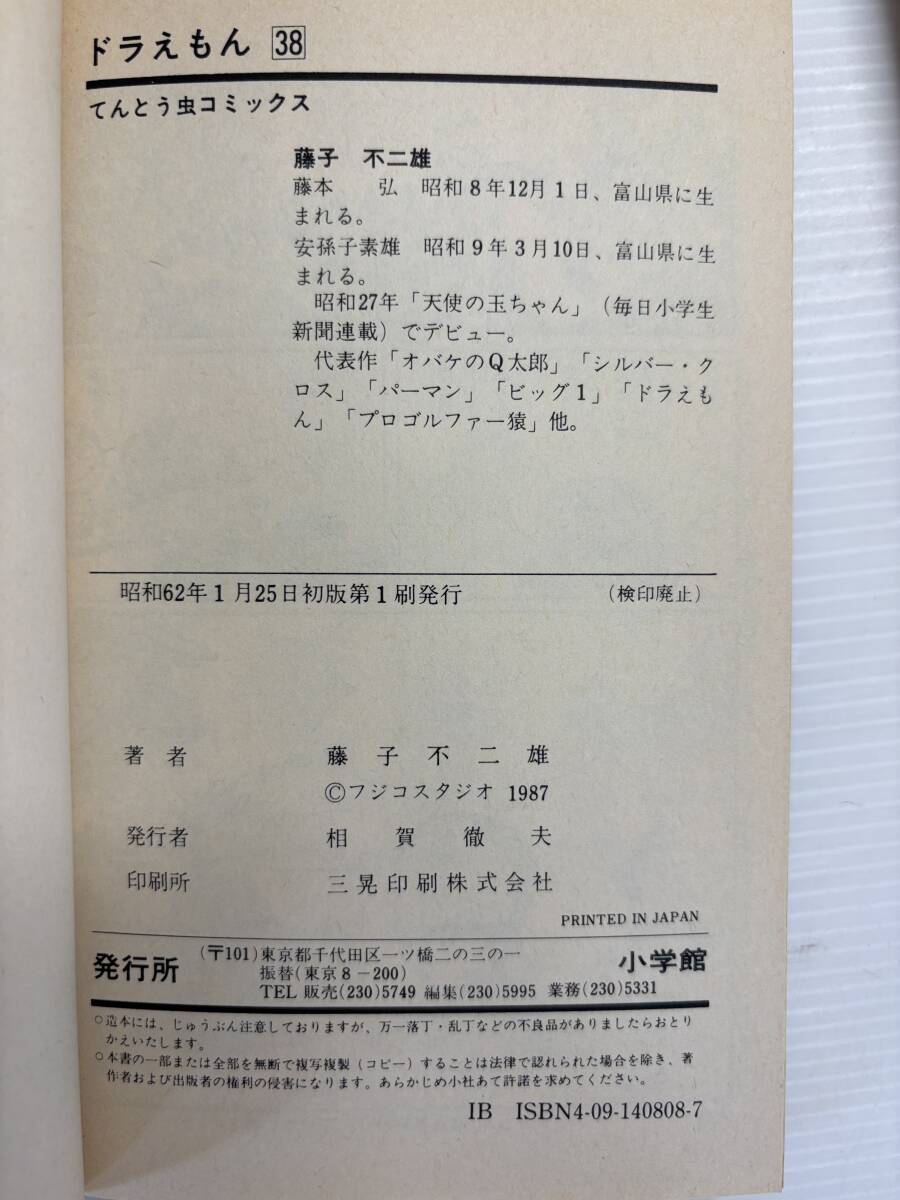 ドラえもん 38
てんとう虫コミックス
藤子 不二雄
藤本 弘 昭和8年12月1日、富山県に生
まれる。
安孫子素雄 昭和9年3月10日、富山県に生
まれる。
昭和27年「天使の玉ちゃん」(毎日小学生
新聞連載)でデビュー。
代表作「オバケのQ太郎」「シルバー・ク
ロス」「パーマン」「ビッグ1」「ドラえも
ん」「プロゴルファー猿」他。
昭和62年1月25日初版第1刷発行 (検印廃止)
著者 藤子不二雄
©フジコスタジオ 1987
発行者 相賀徹夫
印刷所 三晃印刷株式会社
PRINTED IN JAPAN
発行所 (〒101)東京都千代田区一ツ橋二の三の一 小学館
振替(東京8-200)
TEL 販売(230)5749 編集(230)5995 業務(230)5331
○造本には、じゅうぶん注意しておりますが、万一落丁・乱丁などの不良品がありましたらおとり
かえいたします。
○本書の一部または全部を無断で複写複製(コピー)することは法律で認れられた場合を除き、著
作者および出版者の権利の侵害になります。あらかじめ小社あて許諾を求めてください。
IB ISBN4-09-140808-7